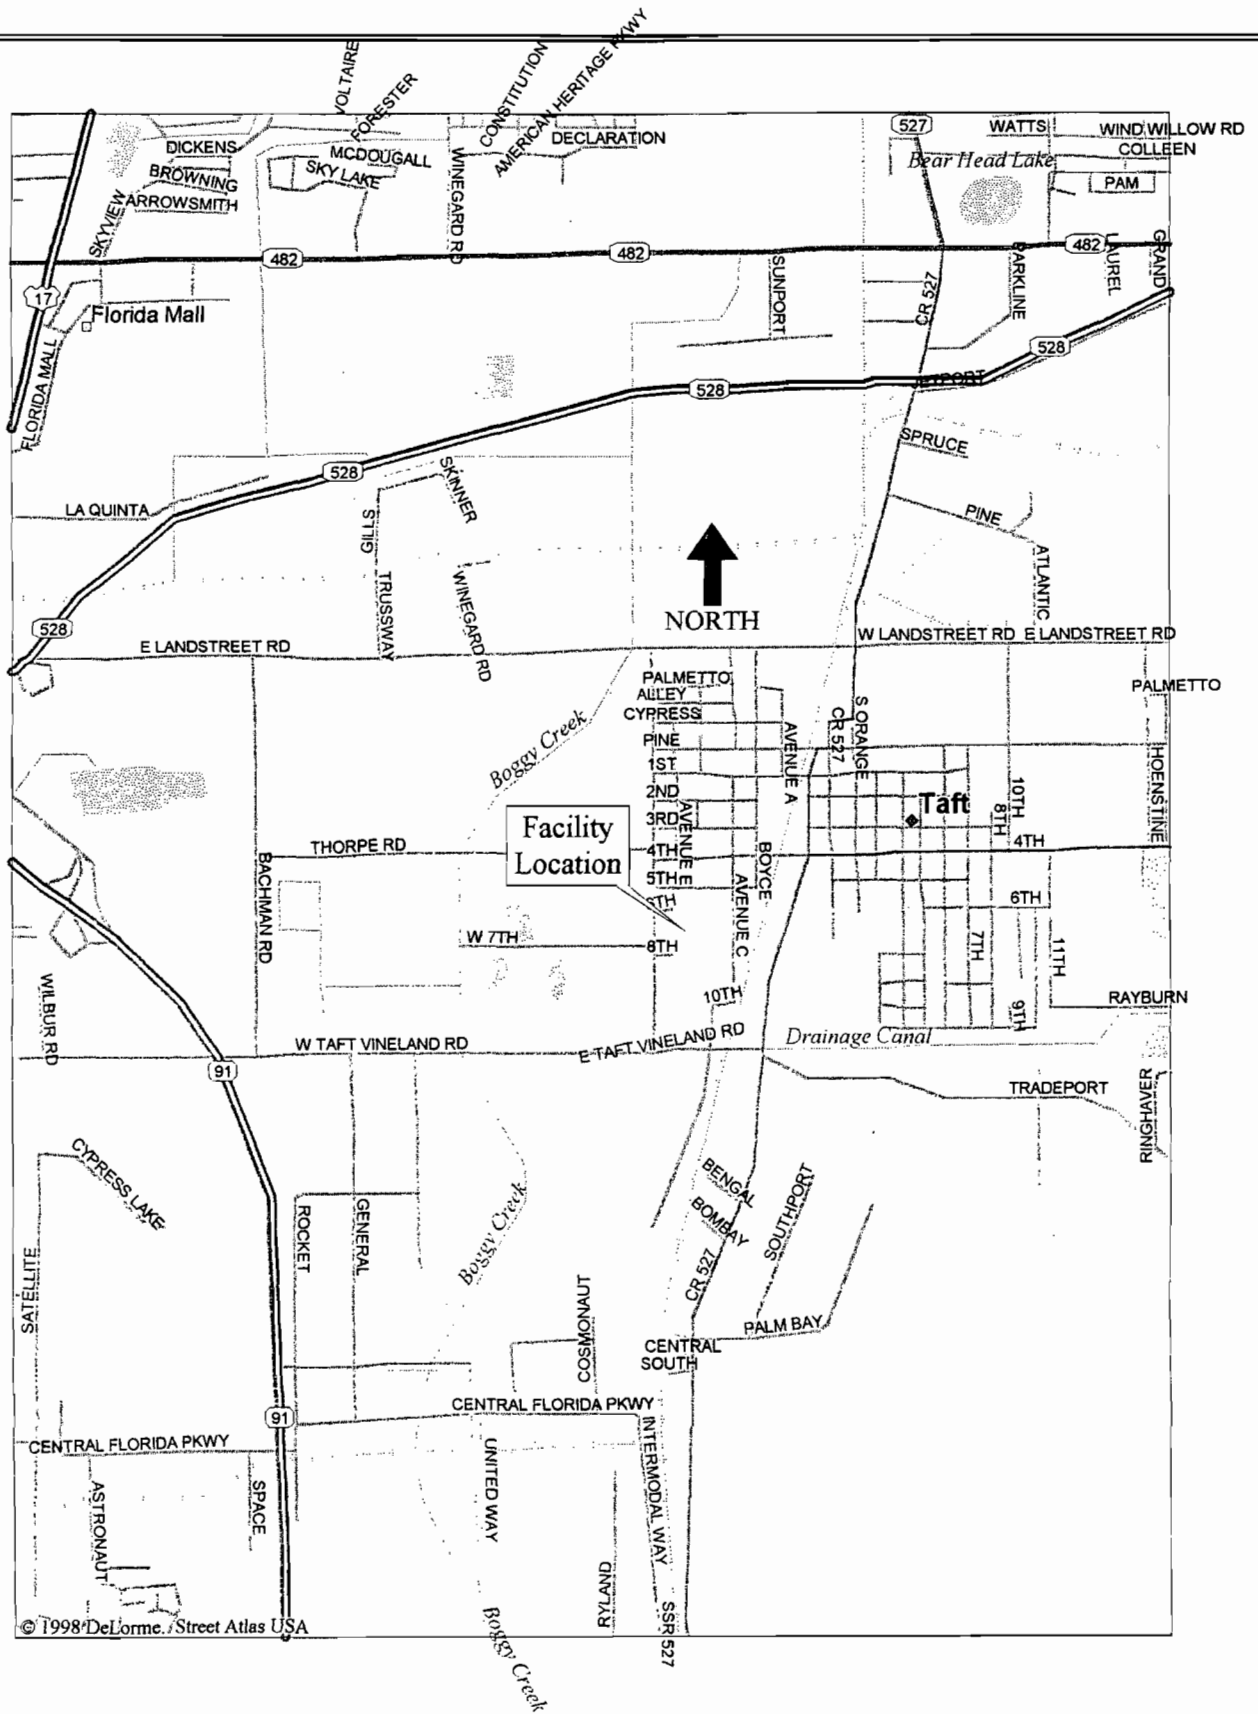 VOLTAIRE
FORESTER
CONSTITUTION
AMERICAN HERITAGE PKWY
DICKENS
MCDOUGALL
BROWNING
SKY LAKE
ARROWSMITH
SKYVIEW
WINEGARD RD
DECLARATION
527
WATTS
WIND WILLOW RD
COLLEEN
Bear Head Lake
PAM
482
482
482
LAUREL
GRAND
PARKLINE
SUNPORT
CR 527
17
Florida Mall
FLORIDA MALL
528
528
SPRUCE
528
SKINNER
LA QUINTA
GILLS
PINE
ATLANTIC
TRUSSWAY
WINEGARD RD
NORTH
528
E LANDSTREET RD
W LANDSTREET RD
E LANDSTREET RD
PALMETTO
ALLEY
CYPRESS
PINE
1ST
2ND
3RD
4TH
5TH
8TH
AVENUE E
AVENUE A
AVENUE C
BOYCE
CR 527
S ORANGE
PALMETTO
HOENSTINE
Boggy Creek
Taft
10TH
8TH
4TH
Facility
Location
THORPE RD
BACHMAN RD
W 7TH
6TH
7TH
11TH
9TH
10TH
RAYBURN
WILBUR RD
W TAFT VINELAND RD
E TAFT VINELAND RD
Drainage Canal
91
TRADEPORT
RINGHAVER
CYPRESS LAKE
BENGAL
BOMBAY
SOUTHPORT
CR 527
SATELLITE
ROCKET
GENERAL
Boggy Creek
COSMONAUT
PALM BAY
CENTRAL
SOUTH
91
CENTRAL FLORIDA PKWY
CENTRAL FLORIDA PKWY
ASTRONAUT
SPACE
UNITED WAY
INTERMODAL WAY
RYLAND
SSR 527
Boggy Creek
© 1998 DeLorme. Street Atlas USA